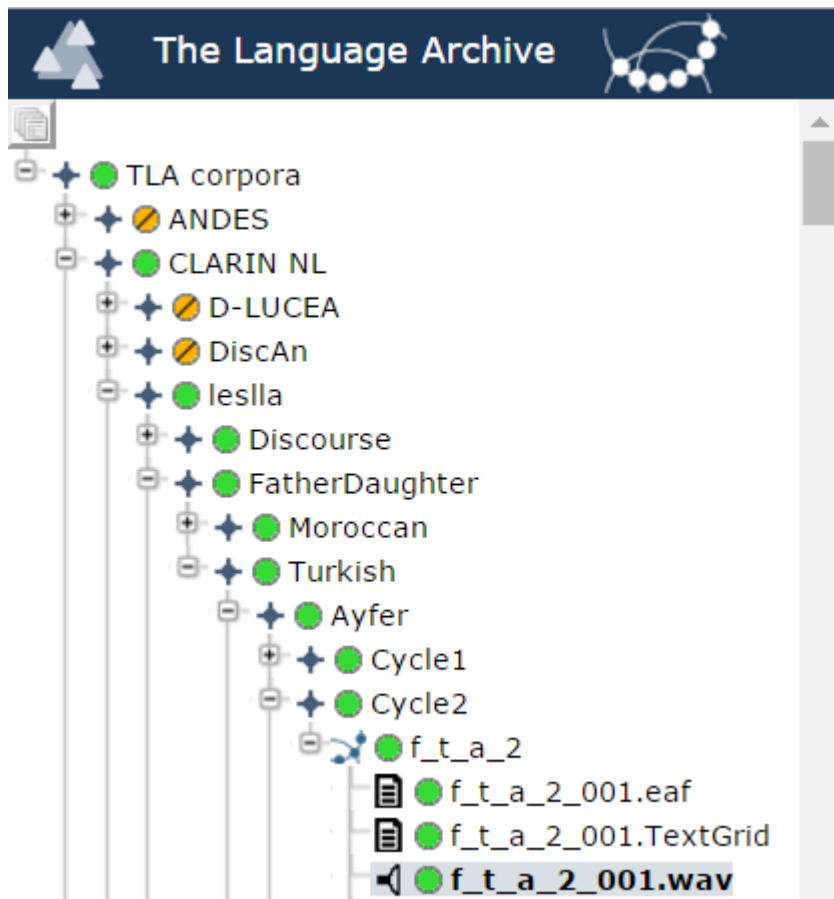 The Language Archive
TLA corpora
ANDES
CLARIN NL
D-LUCEA
DiscAn
leslla
Discourse
FatherDaughter
Moroccan
Turkish
Ayfer
Cycle1
Cycle2
f_t_a_2
f_t_a_2_001.eaf
f_t_a_2_001.TextGrid
f_t_a_2_001.wav